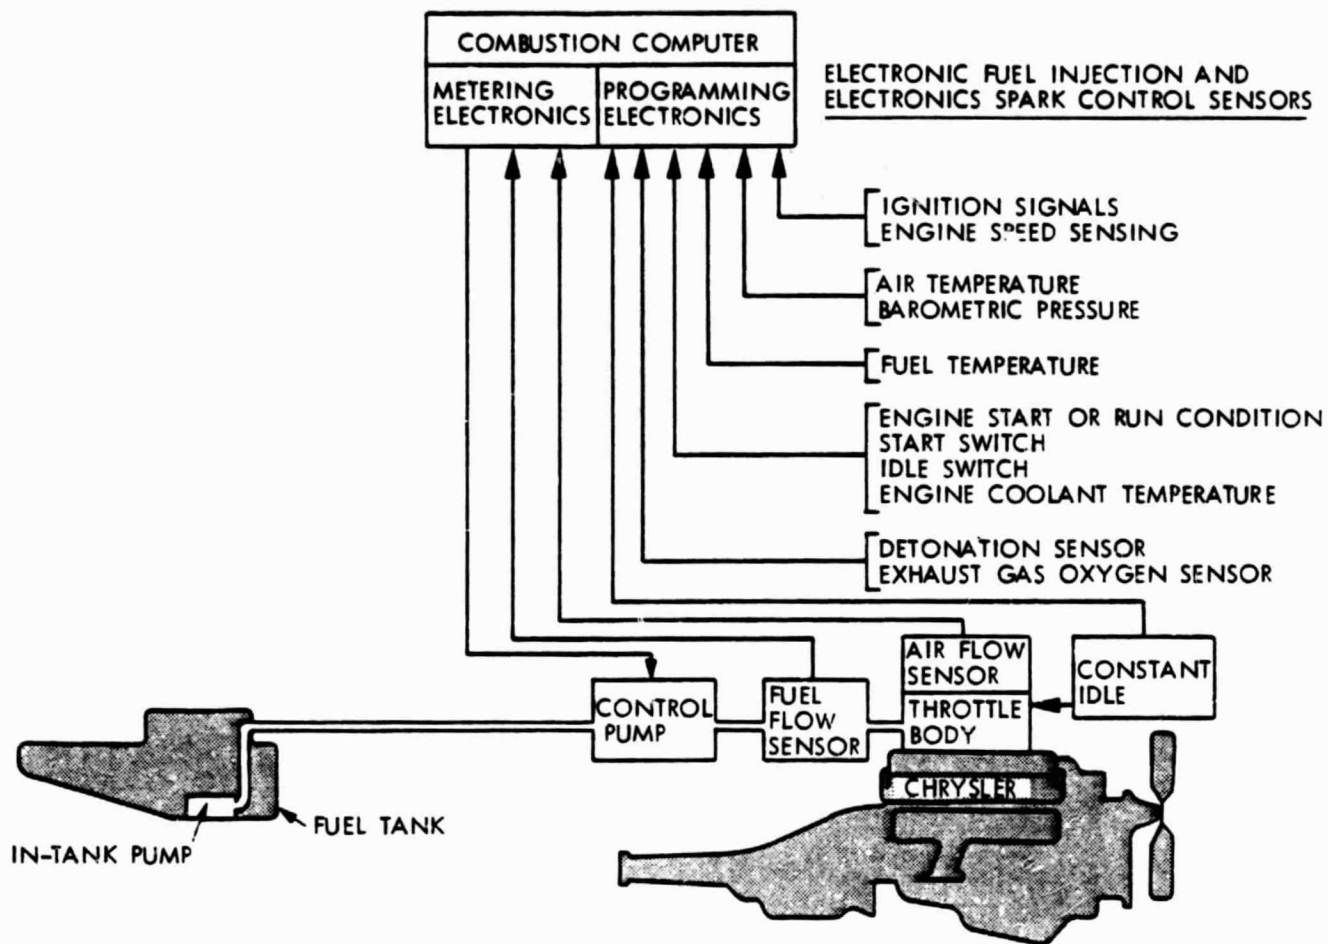 COMBUSTION COMPUTER
METERING
ELECTRONICS
PROGRAMMING
ELECTRONICS
ELECTRONIC FUEL INJECTION AND
ELECTRONICS SPARK CONTROL SENSORS
IGNITION SIGNALS
ENGINE SPEED SENSING
AIR TEMPERATURE
BAROMETRIC PRESSURE
FUEL TEMPERATURE
ENGINE START OR RUN CONDITION
START SWITCH
IDLE SWITCH
ENGINE COOLANT TEMPERATURE
DETONATION SENSOR
EXHAUST GAS OXYGEN SENSOR
CONTROL
PUMP
FUEL
FLOW
SENSOR
AIR FLOW
SENSOR
THROTTLE
BODY
CONSTANT
IDLE
CHRYSLER
FUEL TANK
IN-TANK PUMP